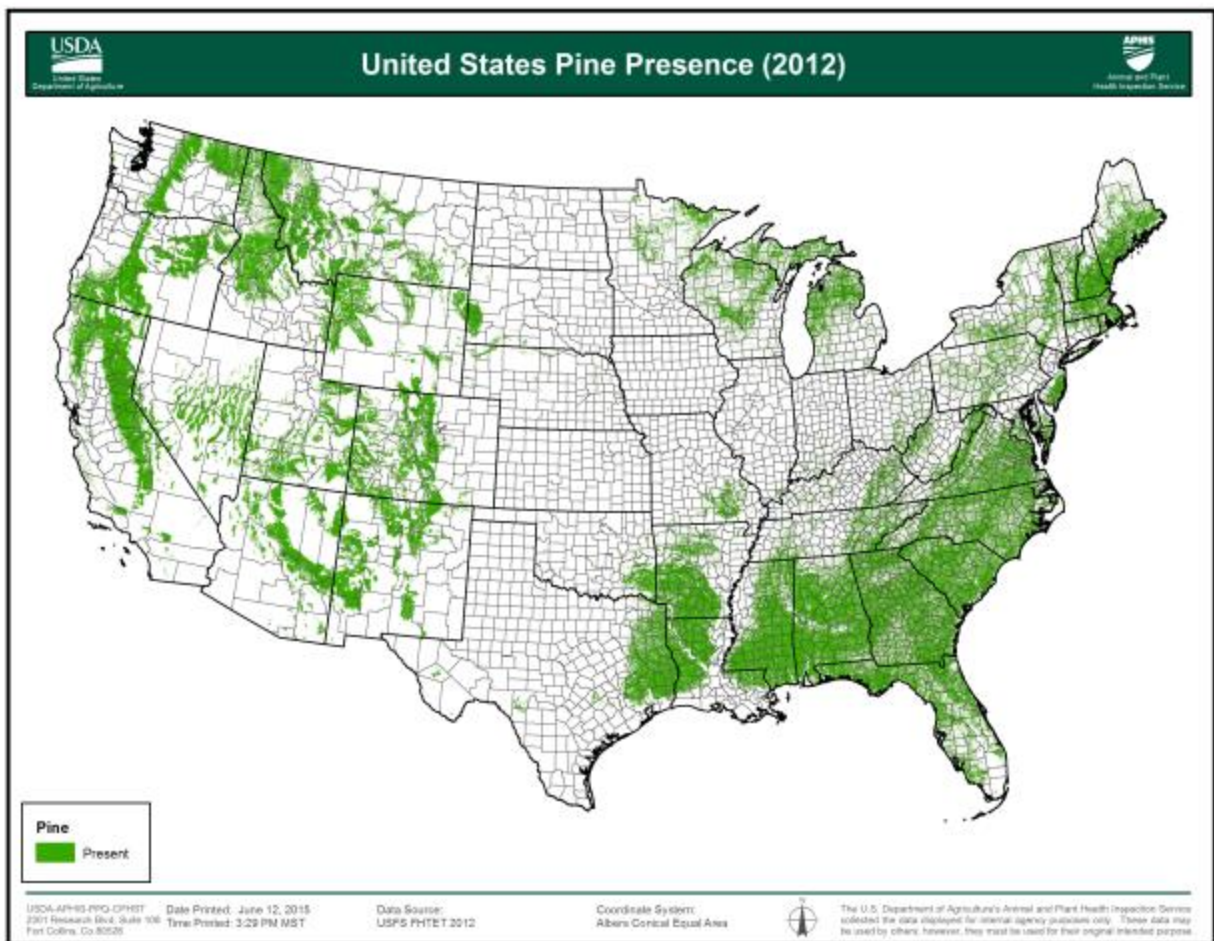 USDA
United States
Department of Agriculture
United States Pine Presence (2012)
APHIS
Animal and Plant
Health Inspection Service
Pine
Present
USDA-APHIS-PPQ-CPHST
2301 Research Blvd, Suite 108
Fort Collins, Co 80526
Date Printed: June 12, 2015
Time Printed: 3:29 PM MST
Data Source:
USFS FHTET 2012
Coordinate System:
Albers Conical Equal Area
N
The U.S. Department of Agriculture's Animal and Plant Health Inspection Service
collected the data displayed for internal agency purposes only. These data may
be used by others; however, they must be used for their original intended purpose